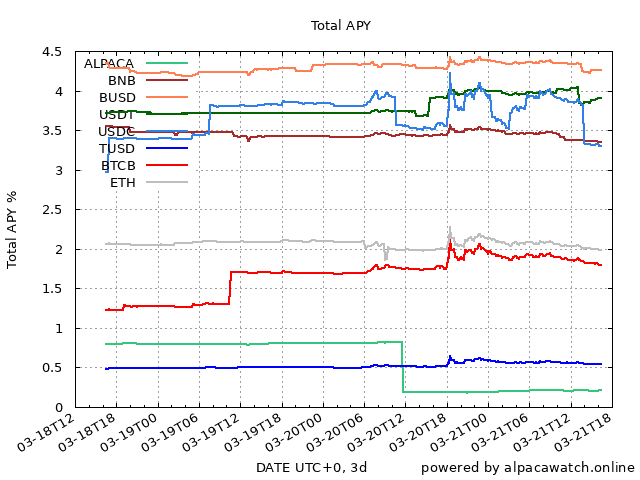 Total APY
4.5
4
3.5
3
2.5
2
1.5
1
0.5
0
Total APY %
ALPACA
BNB
BUSD
USDT
USDC
TUSD
BTCB
ETH
03-18T12
03-18T18
03-19T00
03-19T06
03-19T12
03-19T18
03-20T00
03-20T06
03-20T12
03-20T18
03-21T00
03-21T06
03-21T12
03-21T18
DATE UTC+0, 3d
powered by alpacawatch.online